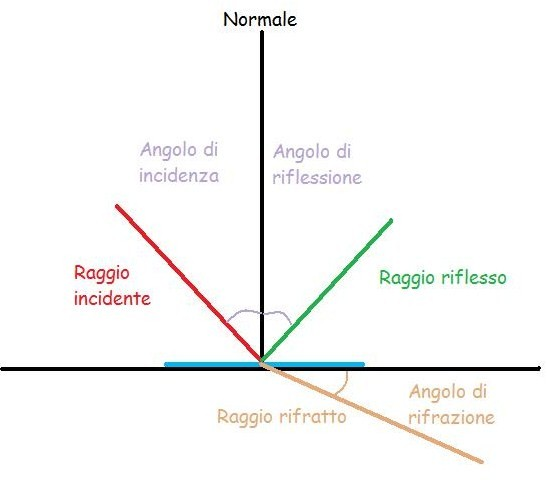 Normale
Angolo di
incidenza
Angolo di
riflessione
Raggio
incidente
Raggio riflesso
Raggio rifratto
Angolo di
rifrazione